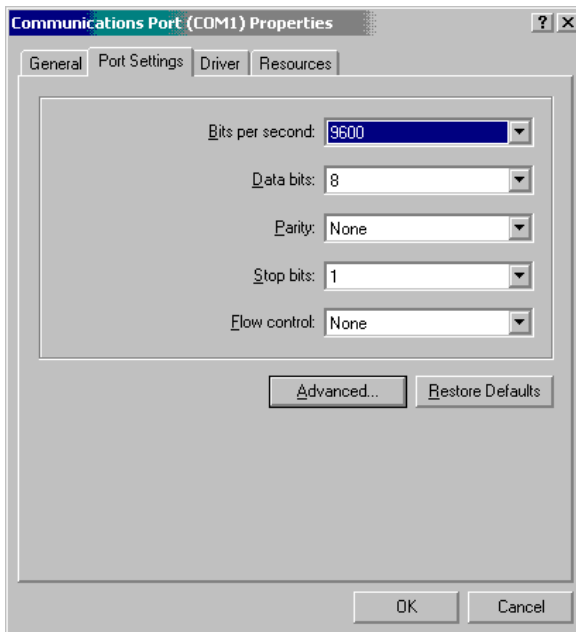 Communications Port (COM1) Properties ? X
General Port Settings Driver Resources
Bits per second: 9600
Data bits: 8
Parity: None
Stop bits: 1
Flow control: None
Advanced... Restore Defaults
OK Cancel